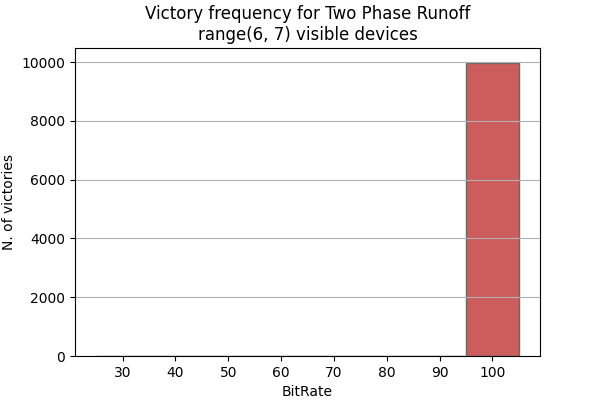 Victory frequency for Two Phase Runoff
range(6, 7) visible devices
10000
8000
6000
4000
2000
0
N. of victories
30 40 50 60 70 80 90 100
BitRate